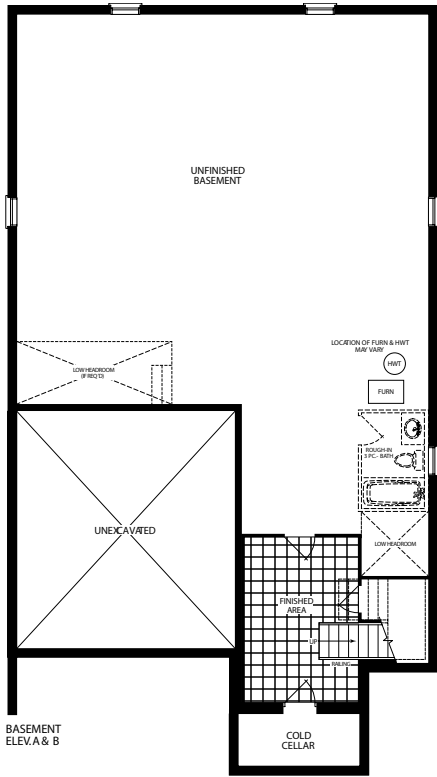 UNFINISHED
BASEMENT
LOCATION OF FURN & HWT
MAY VARY
HWT
FURN
LOW HEADROOM
(IF REQ'D)
ROUGH-IN
3 PC.- BATH
UNEXCAVATED
LOW HEADROOM
FINISHED
AREA
UP
RAILING
COLD
CELLAR
BASEMENT
ELEV. A & B